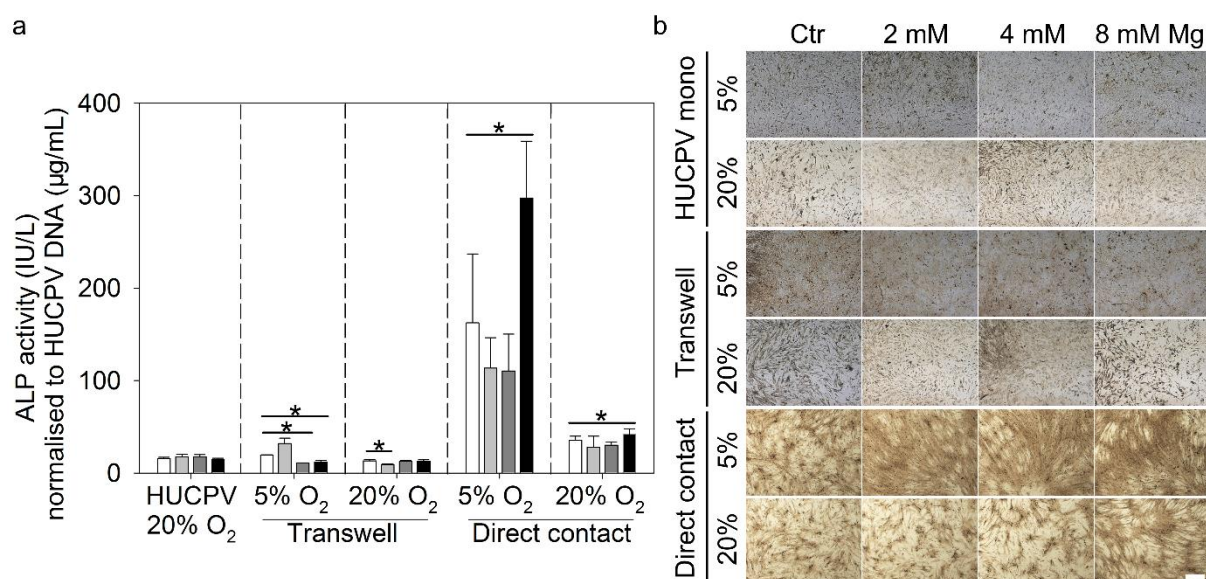 a
ALP activity (IU/L)
normalised to HUCPV DNA (µg/mL)
400
300
200
100
0
*
*
*
*
*
HUCPV
20% O₂
5% O₂
20% O₂
5% O₂
20% O₂
Transwell
Direct contact
b
Ctr
2 mM
4 mM
8 mM Mg
HUCPV mono
5%
20%
Transwell
5%
20%
Direct contact
5%
20%